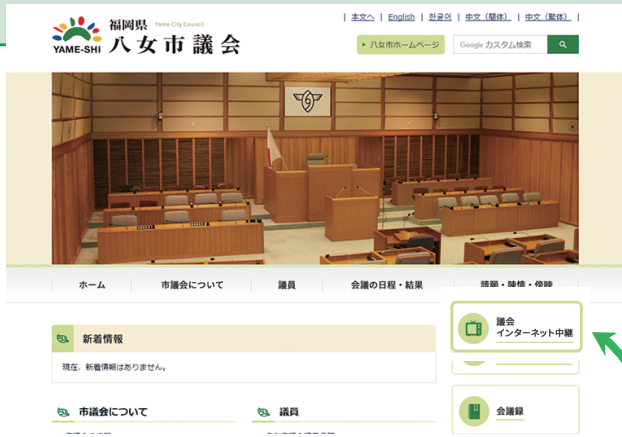 | 本文へ | English | 한국어 | 中文（簡体） | 中文（繁体） |
福岡県 Yame City Council
YAME-SHI 八女市議会
八女市ホームページ
Google カスタム検索
ホーム 市議会について 議員 会議の日程・結果 請願・陳情・傍聴
議会
インターネット中継
新着情報
現在、新着情報はありません。
会議録
市議会について 議員